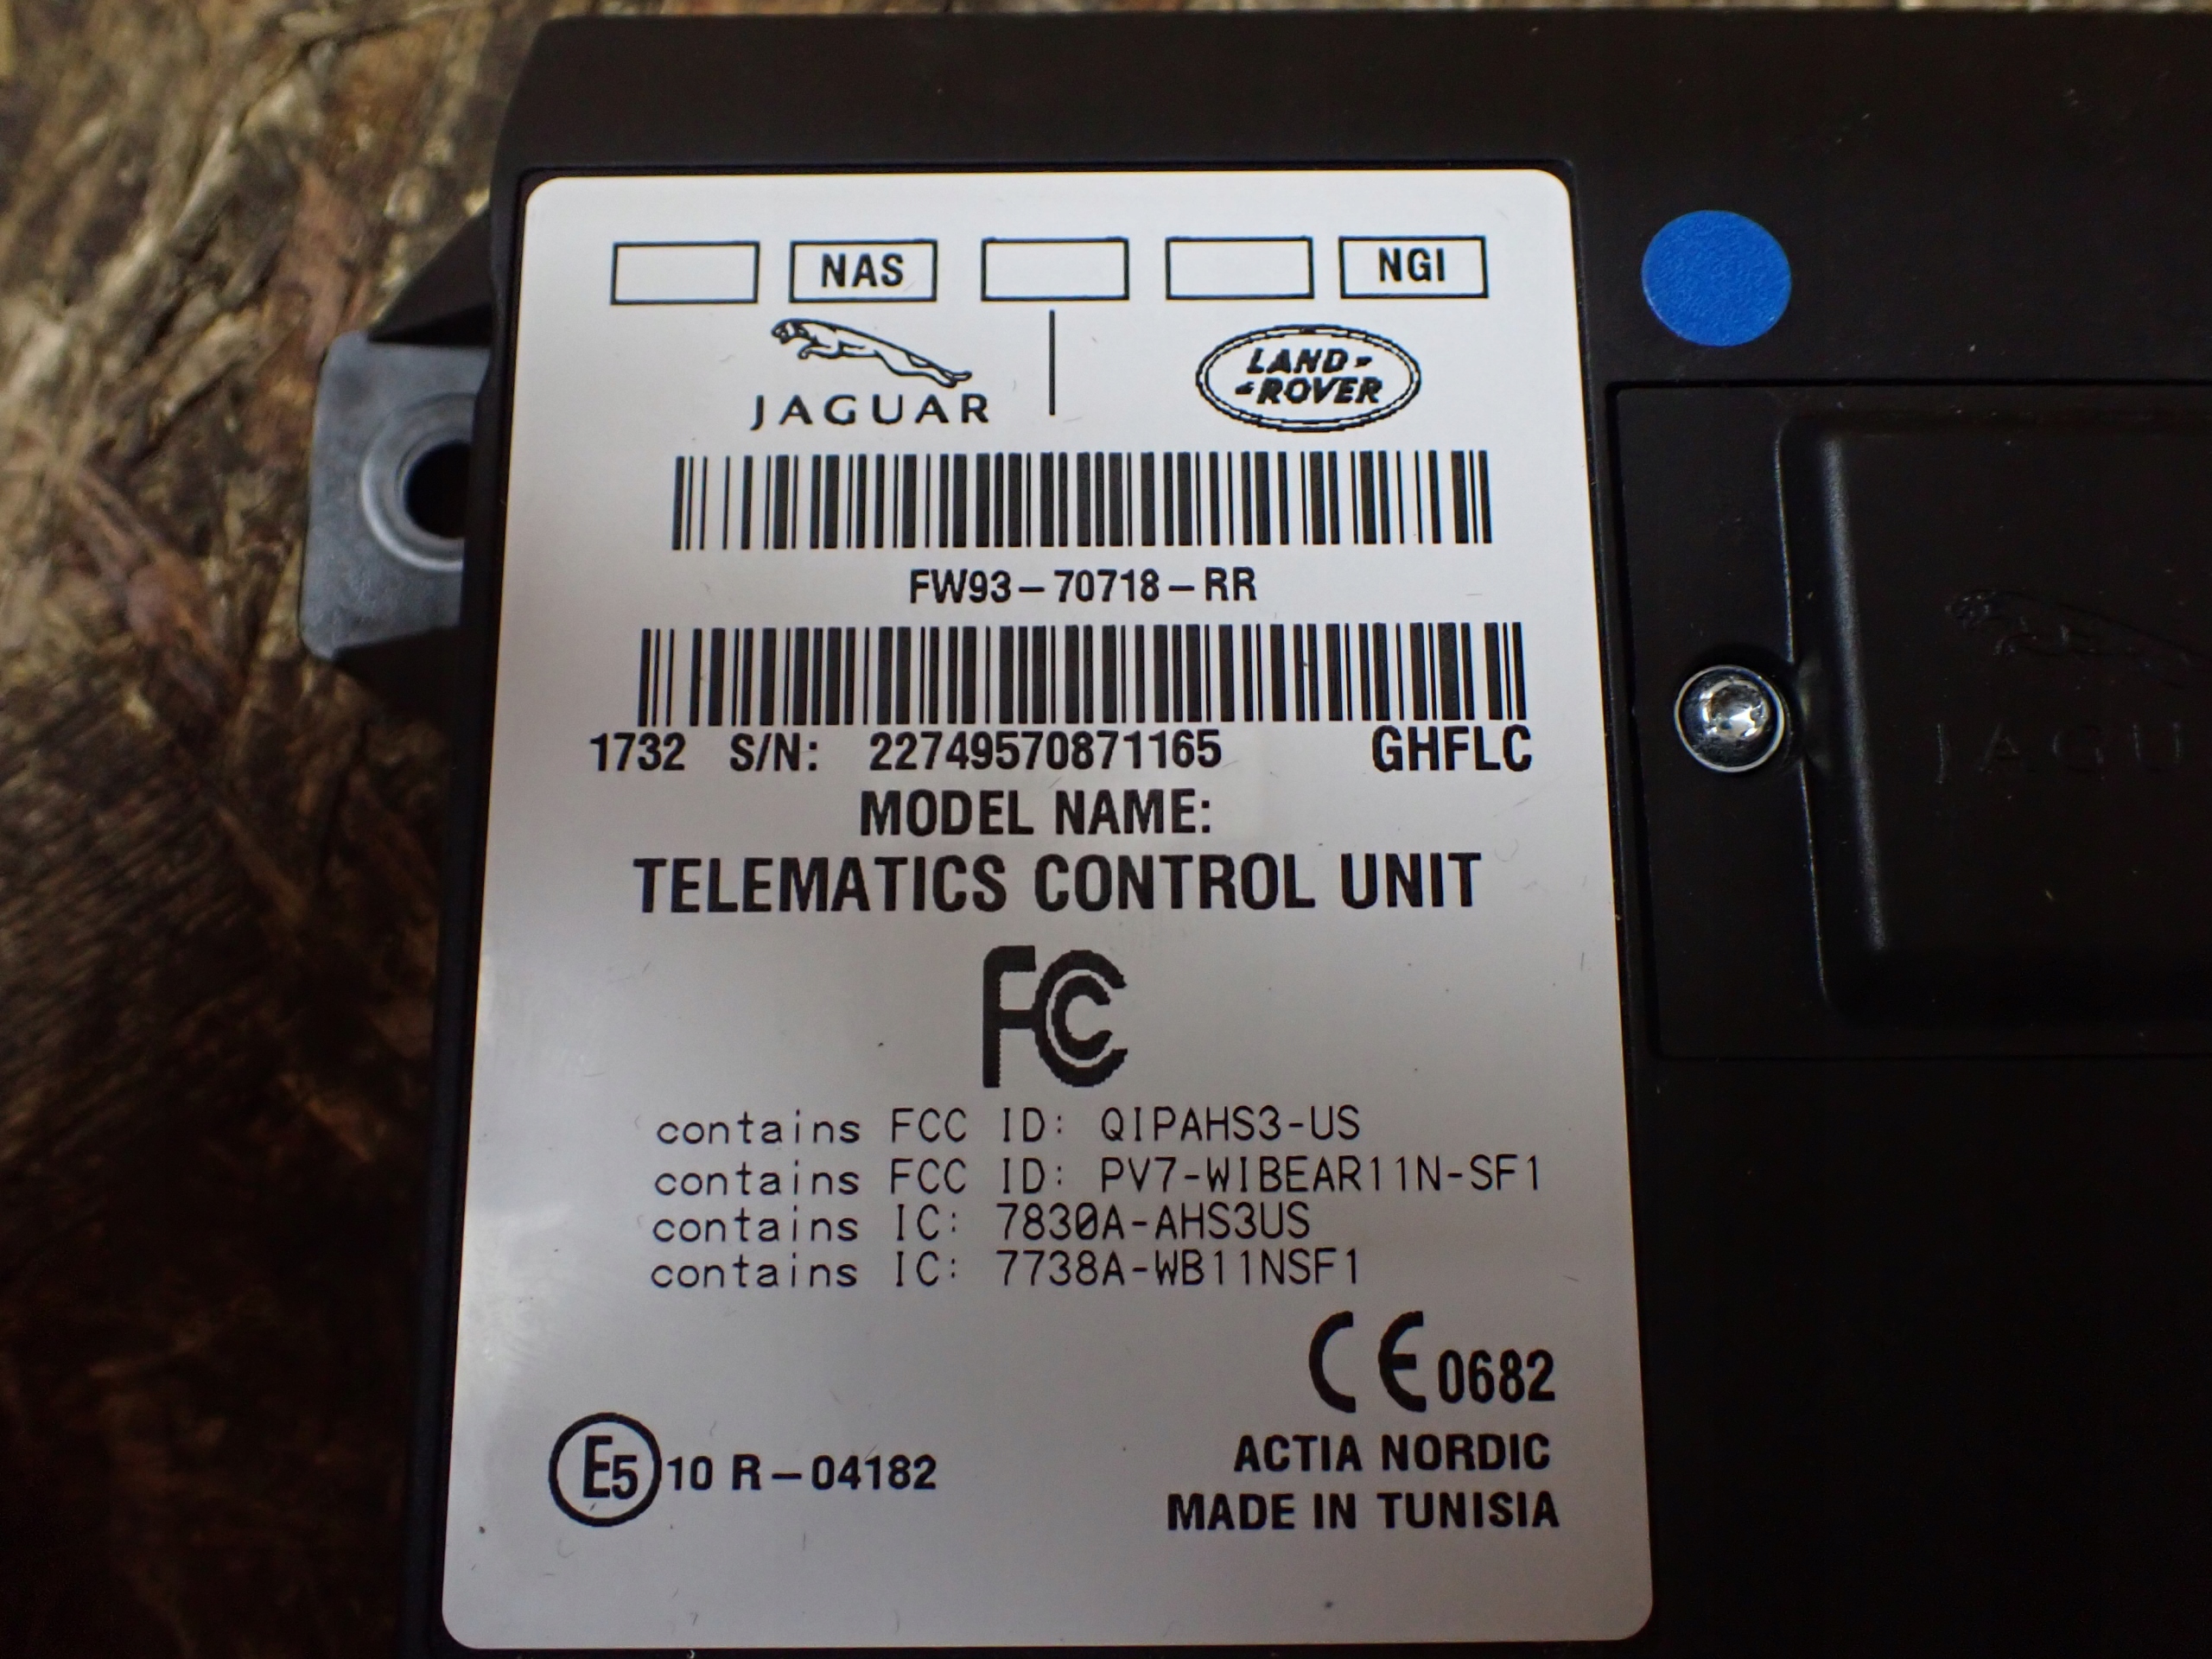 NAS NGI
JAGUAR
LAND-
-ROVER
FW93-70718-RR
1732 S/N: 22749570871165 GHFLC
MODEL NAME:
TELEMATICS CONTROL UNIT
FC
contains FCC ID: QIPAHS3-US
contains FCC ID: PV7-WIBEAR11N-SF1
contains IC: 7830A-AHS3US
contains IC: 7738A-WB11NSF1
CE 0682
E5 10 R-04182
ACTIA NORDIC
MADE IN TUNISIA
JAGU